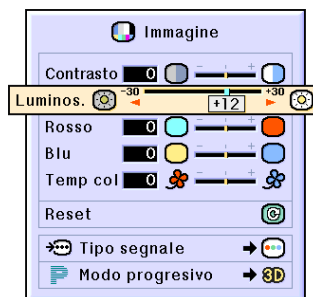 Immagine
Contrasto 0 - +
Luminos. -30 +12 +30
Rosso 0 - +
Blu 0 - +
Temp col 0 - +
Reset
Tipo segnale
Modo progresivo 3D